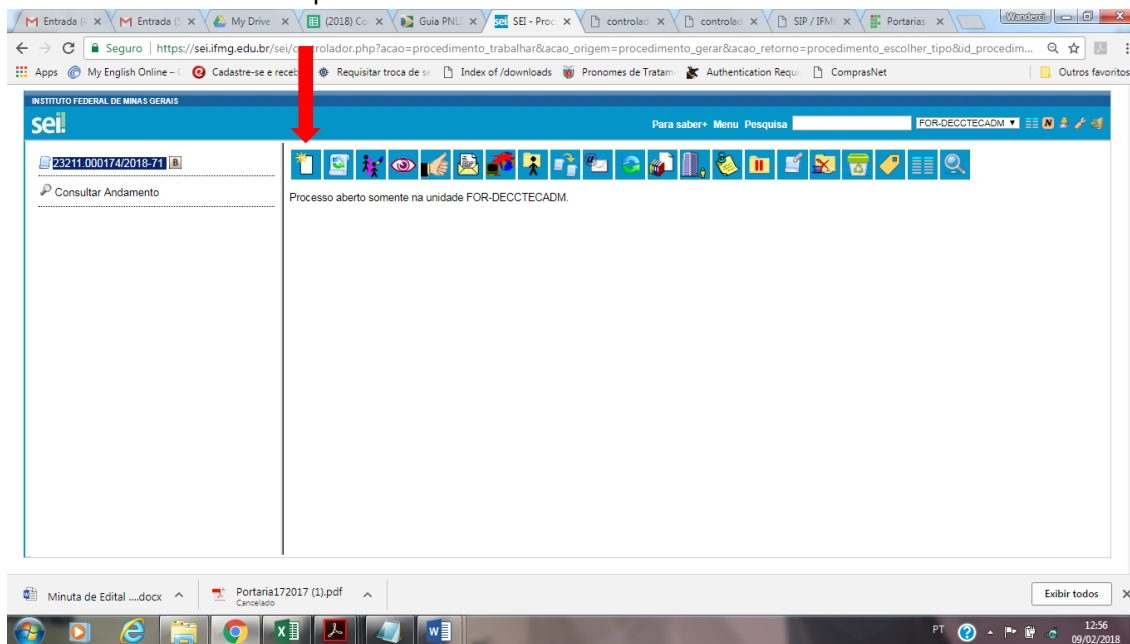 Entrada (4
Entrada (5
My Drive
(2018) Co
Guia PNL
SEI - Proc
controlad
controlad
SIP / IFM
Portarias
Wanderci
Seguro | https://sei.ifmg.edu.br/sei/controlador.php?acao=procedimento_trabalhar&acao_origem=procedimento_gerar&acao_retorno=procedimento_escolher_tipo&id_procedim...
Apps My English Online – Cadastre-se e receb Requisitar troca de se Index of /downloads Pronomes de Tratam Authentication Requi ComprasNet Outros favoritos
INSTITUTO FEDERAL DE MINAS GERAIS
sei!
Para saber+ Menu Pesquisa FOR-DECCTECADM
23211.000174/2018-71
Consultar Andamento
Processo aberto somente na unidade FOR-DECCTECADM.
Minuta de Edital ....docx
Portaria172017 (1).pdf
Cancelado
Exibir todos
PT
12:56
09/02/2018